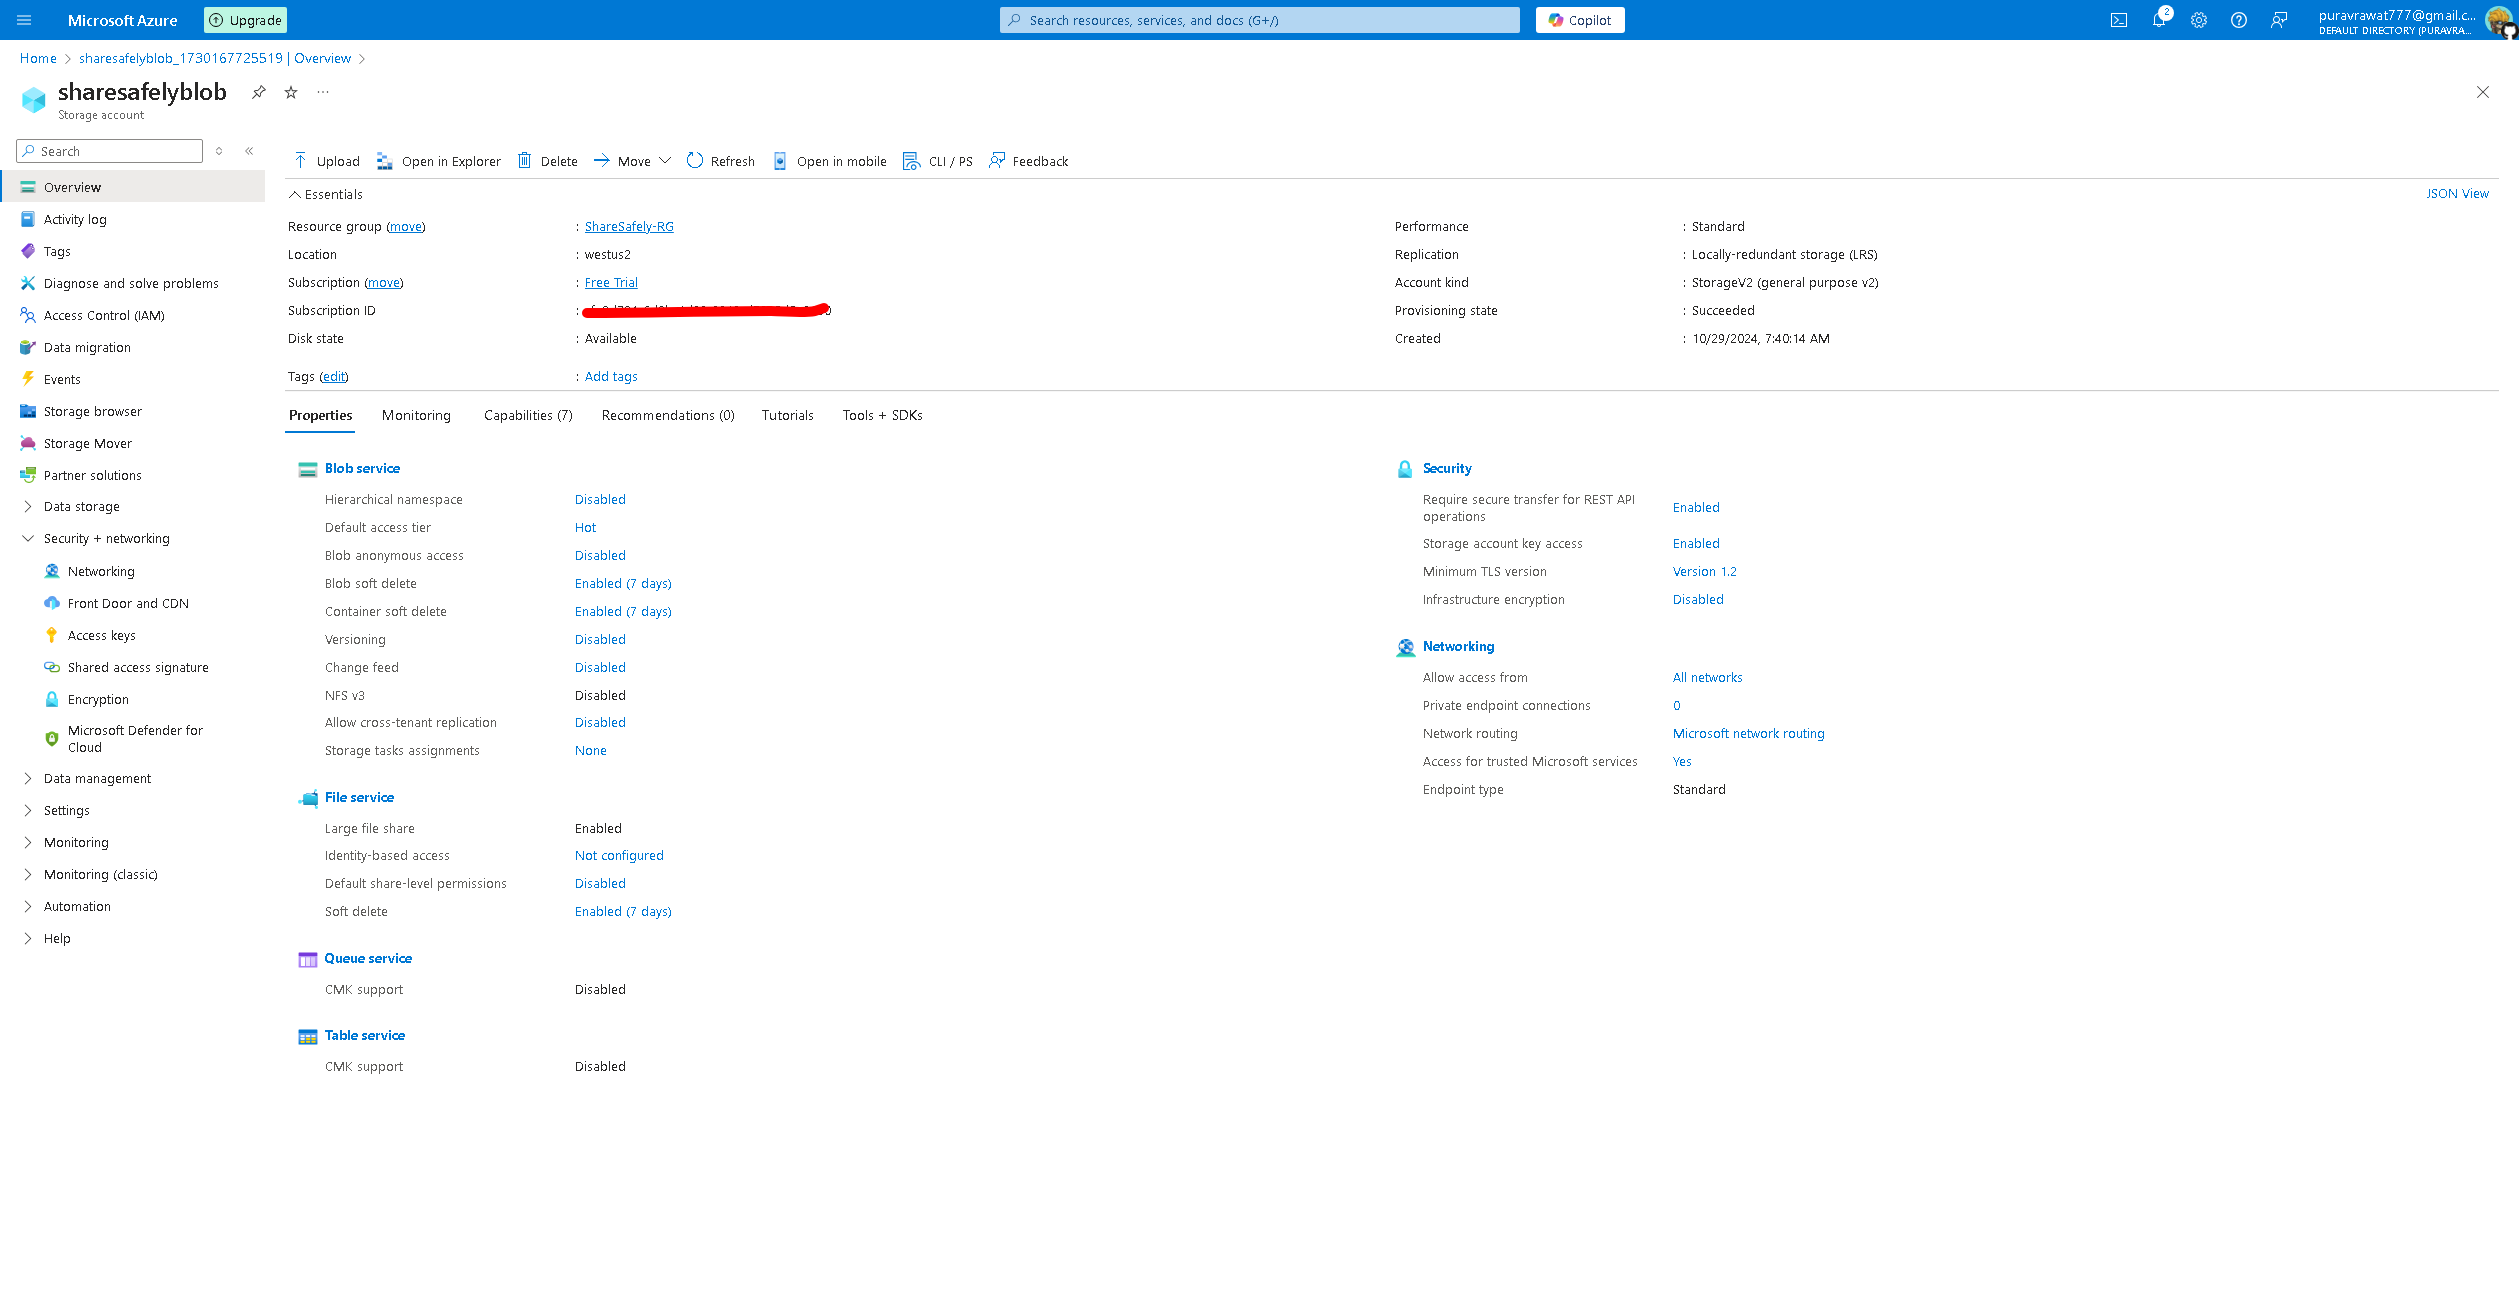 Microsoft Azure
Upgrade
Search resources, services, and docs (G+/)
Copilot
2
puravrawat777@gmail.c...
DEFAULT DIRECTORY (PURAVRA...
Home > sharesafelyblob_1730167725519 | Overview >
sharesafelyblob
Storage account
Search
Overview
Activity log
Tags
Diagnose and solve problems
Access Control (IAM)
Data migration
Events
Storage browser
Storage Mover
Partner solutions
Data storage
Security + networking
Networking
Front Door and CDN
Access keys
Shared access signature
Encryption
Microsoft Defender for
Cloud
Data management
Settings
Monitoring
Monitoring (classic)
Automation
Help
Upload Open in Explorer Delete Move Refresh Open in mobile CLI / PS Feedback
Essentials
JSON View
Resource group (move) : ShareSafely-RG
Location : westus2
Subscription (move) : Free Trial
Subscription ID :
Disk state : Available
Tags (edit) : Add tags
Performance : Standard
Replication : Locally-redundant storage (LRS)
Account kind : StorageV2 (general purpose v2)
Provisioning state : Succeeded
Created : 10/29/2024, 7:40:14 AM
Properties Monitoring Capabilities (7) Recommendations (0) Tutorials Tools + SDKs
Blob service
Hierarchical namespace Disabled
Default access tier Hot
Blob anonymous access Disabled
Blob soft delete Enabled (7 days)
Container soft delete Enabled (7 days)
Versioning Disabled
Change feed Disabled
NFS v3 Disabled
Allow cross-tenant replication Disabled
Storage tasks assignments None
File service
Large file share Enabled
Identity-based access Not configured
Default share-level permissions Disabled
Soft delete Enabled (7 days)
Queue service
CMK support Disabled
Table service
CMK support Disabled
Security
Require secure transfer for REST API
operations Enabled
Storage account key access Enabled
Minimum TLS version Version 1.2
Infrastructure encryption Disabled
Networking
Allow access from All networks
Private endpoint connections 0
Network routing Microsoft network routing
Access for trusted Microsoft services Yes
Endpoint type Standard